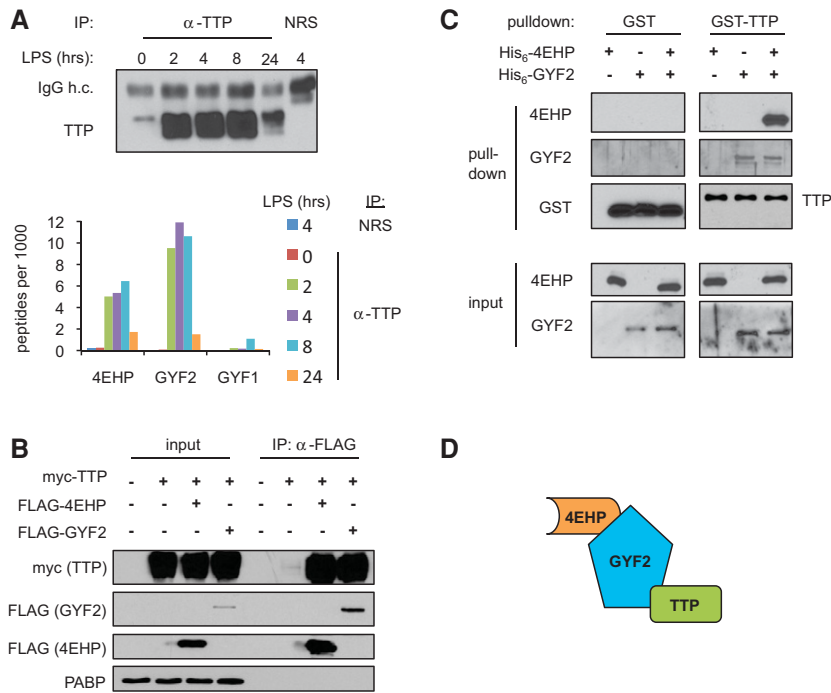 A
IP: α-TTP NRS
LPS (hrs): 0 2 4 8 24 4
IgG h.c.
TTP
LPS (hrs) IP:
12
10
8
6
4
2
0
peptides per 1000
4EHP GYF2 GYF1
4 NRS
0
2
4
8
24
α-TTP
B
input IP: α-FLAG
myc-TTP - + + + - + + +
FLAG-4EHP - - + - - - + -
FLAG-GYF2 - - - + - - - +
myc (TTP)
FLAG (GYF2)
FLAG (4EHP)
PABP
C
pulldown: GST GST-TTP
His6-4EHP + - + + - +
His6-GYF2 - + + - + +
4EHP
pull-
down
GYF2
GST TTP
input
4EHP
GYF2
D
4EHP
GYF2
TTP